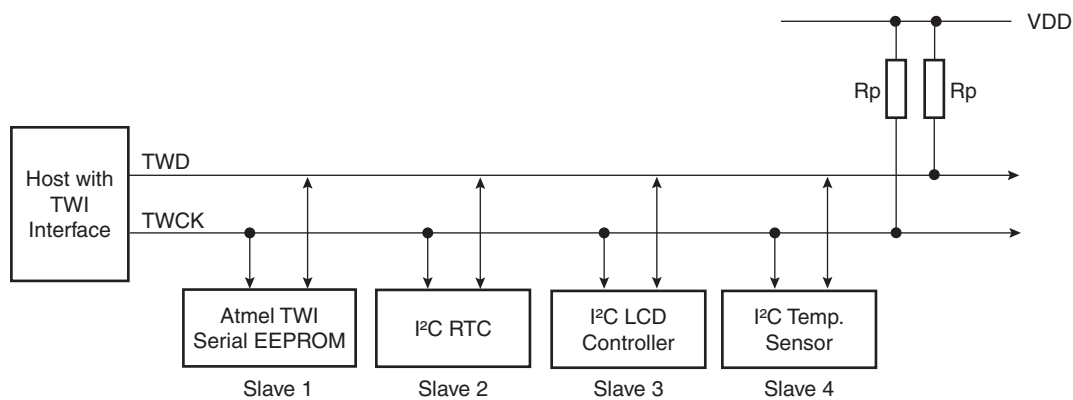 VDD
Rp
Rp
Host with
TWI
Interface
TWD
TWCK
Atmel TWI
Serial EEPROM
Slave 1
I²C RTC
Slave 2
I²C LCD
Controller
Slave 3
I²C Temp.
Sensor
Slave 4